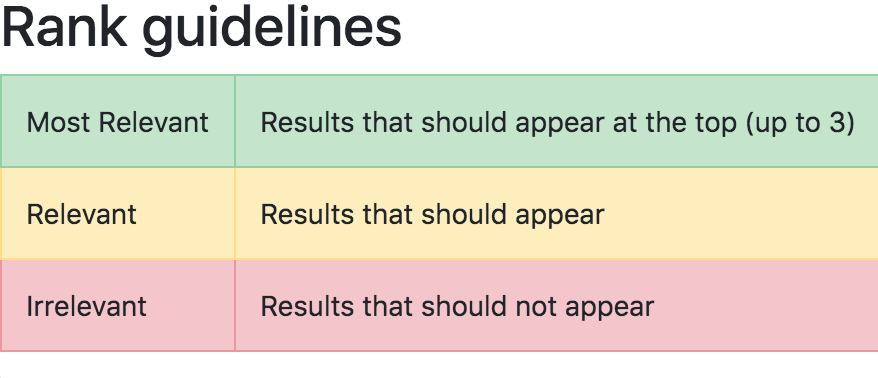 Rank guidelines
Most Relevant Results that should appear at the top (up to 3)
Relevant Results that should appear
Irrelevant Results that should not appear